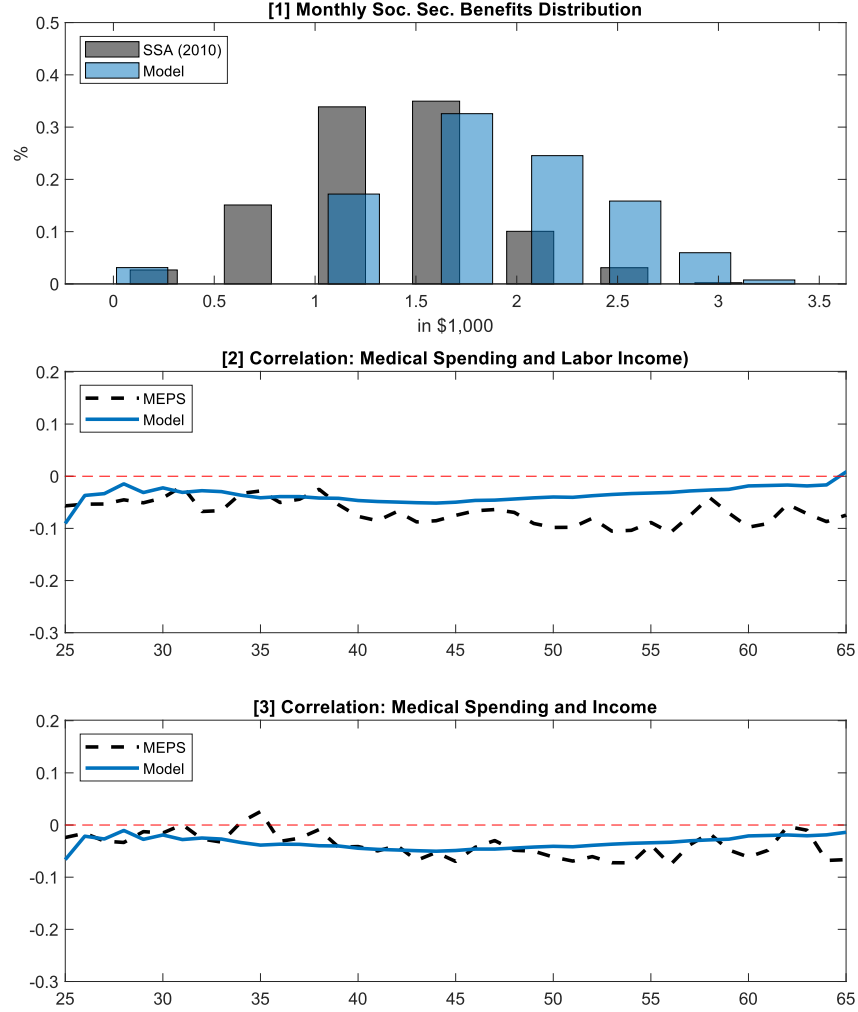 [1] Monthly Soc. Sec. Benefits Distribution
0.5
0.4
0.3
0.2
0.1
0
%
SSA (2010)
Model
0 0.5 1 1.5 2 2.5 3 3.5
in $1,000
[2] Correlation: Medical Spending and Labor Income)
0.2
0.1
0
-0.1
-0.2
-0.3
MEPS
Model
25 30 35 40 45 50 55 60 65
[3] Correlation: Medical Spending and Income
0.2
0.1
0
-0.1
-0.2
-0.3
MEPS
Model
25 30 35 40 45 50 55 60 65